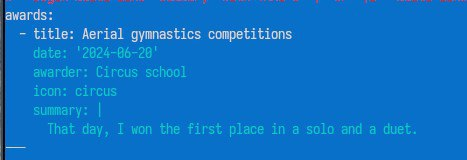 awards:
  - title: Aerial gymnastics competitions
    date: '2024-06-20'
    awarder: Circus school
    icon: circus
    summary: |
      That day, I won the first place in a solo and a duet.